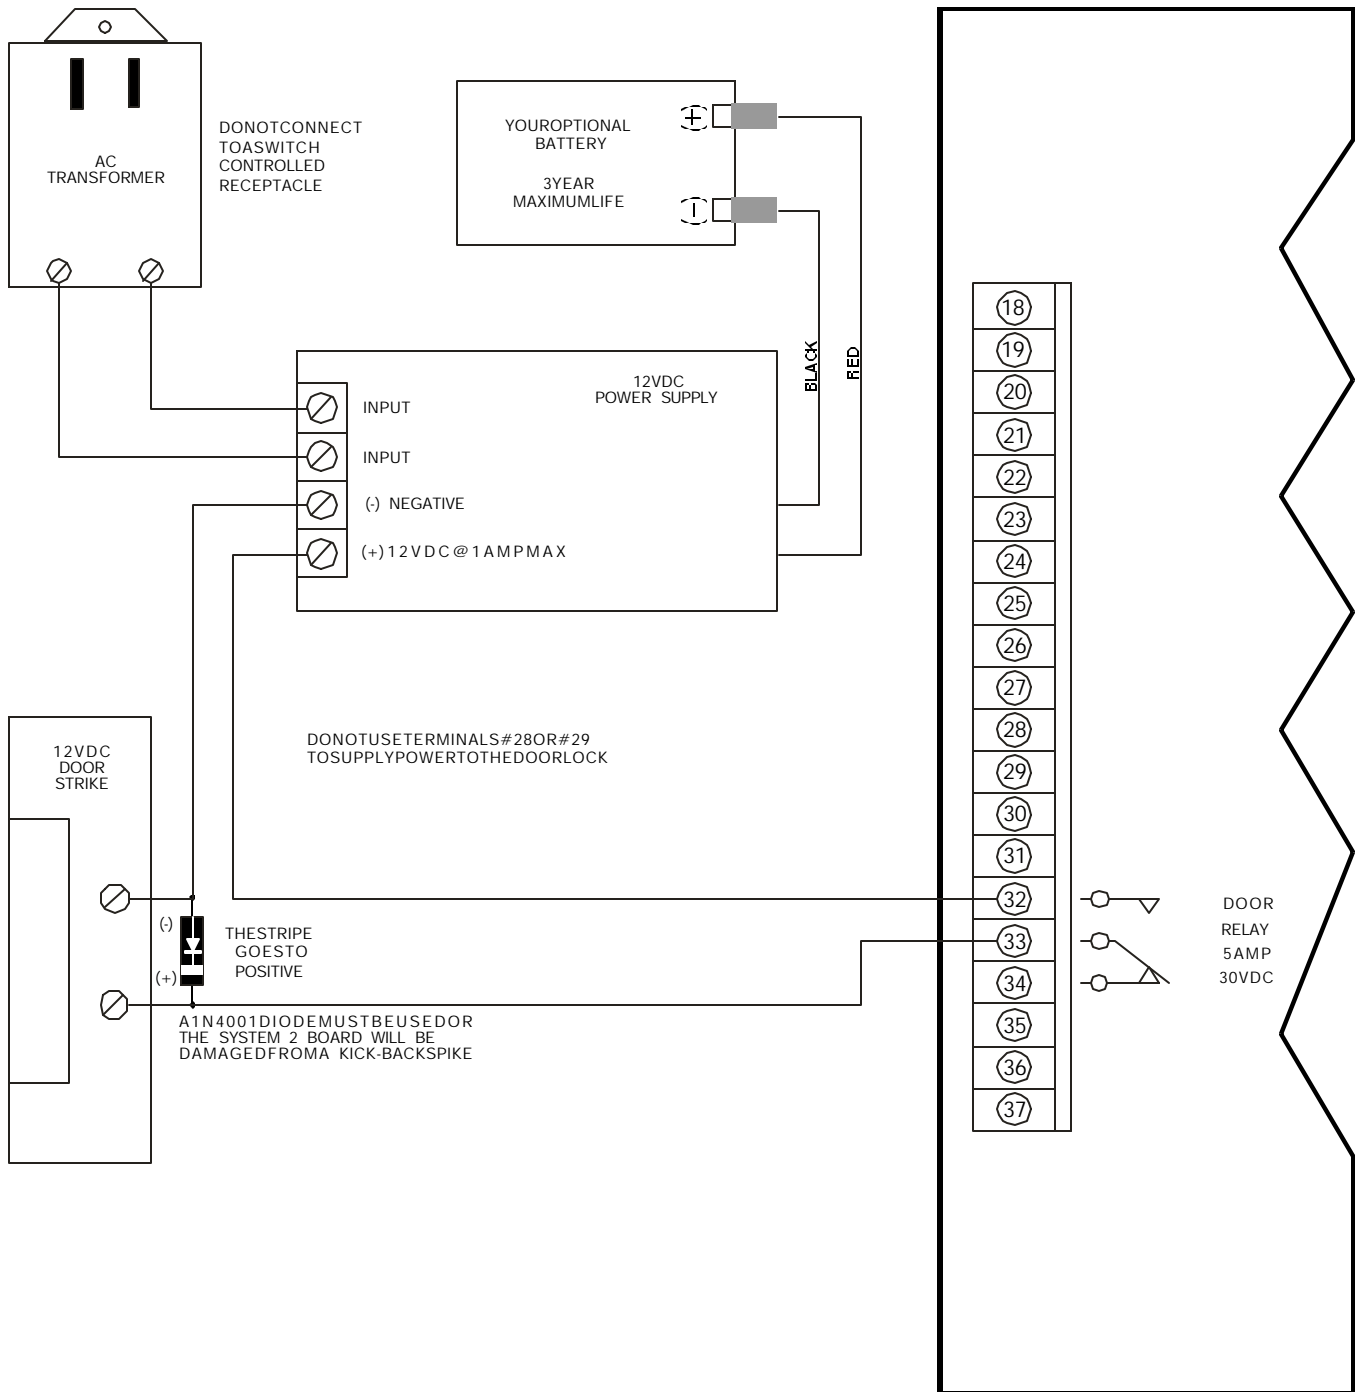 AC
TRANSFORMER
DONOTCONNECT
TOASWITCH
CONTROLLED
RECEPTACLE
YOUROPTIONAL
BATTERY
3YEAR
MAXIMUMLIFE
+
-
BLACK
RED
12VDC
POWER SUPPLY
INPUT
INPUT
(-) NEGATIVE
(+)12VDC@1AMPMAX
DONOTUSETERMINALS#28OR#29
TOSUPPLYPOWERTOTHEDOORLOCK
12VDC
DOOR
STRIKE
(-)
(+)
THESTRIPE
GOESTO
POSITIVE
A1N4001DIODEMUSTBEUSEDOR
THE SYSTEM 2 BOARD WILL BE
DAMAGEDFROMA KICK-BACKSPIKE
18
19
20
21
22
23
24
25
26
27
28
29
30
31
32
33
34
35
36
37
DOOR
RELAY
5AMP
30VDC